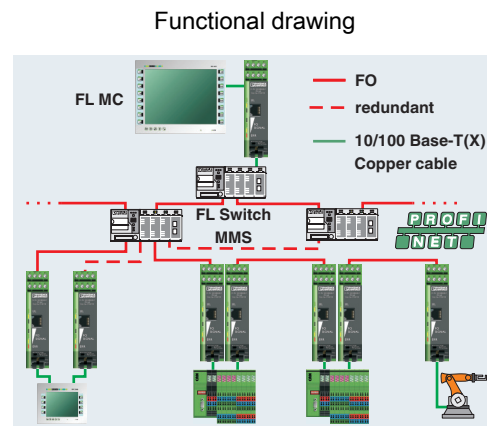 Functional drawing
FL MC
FO
redundant
10/100 Base-T(X)
Copper cable
FL Switch
MMS
PROFI
NET